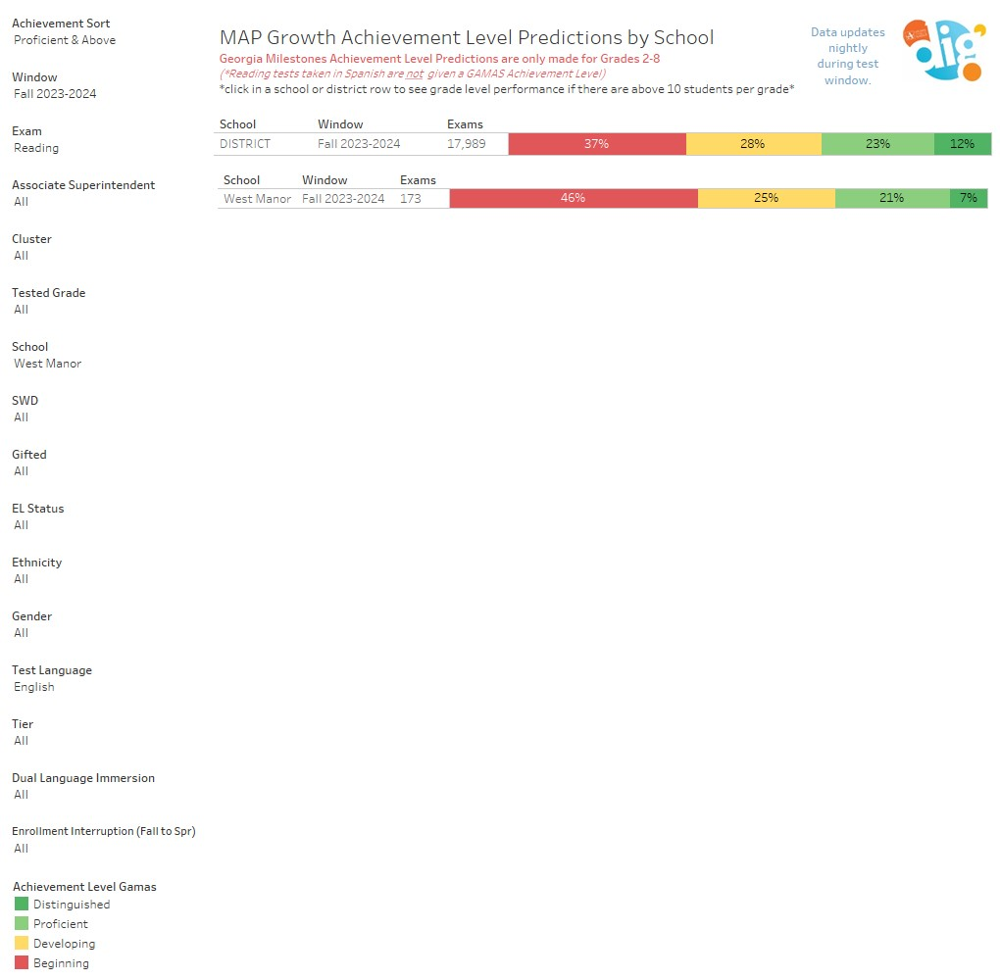 Achievement Sort
Proficient & Above
Window
Fall 2023-2024
Exam
Reading
Associate Superintendent
All
Cluster
All
Tested Grade
All
School
West Manor
SWD
All
Gifted
All
EL Status
All
Ethnicity
All
Gender
All
Test Language
English
Tier
All
Dual Language Immersion
All
Enrollment Interruption (Fall to Spr)
All
Achievement Level Gamas
Distinguished
Proficient
Developing
Beginning
MAP Growth Achievement Level Predictions by School
Georgia Milestones Achievement Level Predictions are only made for Grades 2-8
(*Reading tests taken in Spanish are not given a GAMAS Achievement Level)
*click in a school or district row to see grade level performance if there are above 10 students per grade*
Data updates
nightly
during test
window.
dig
School Window Exams
DISTRICT Fall 2023-2024 17,989 37% 28% 23% 12%
School Window Exams
West Manor Fall 2023-2024 173 46% 25% 21% 7%